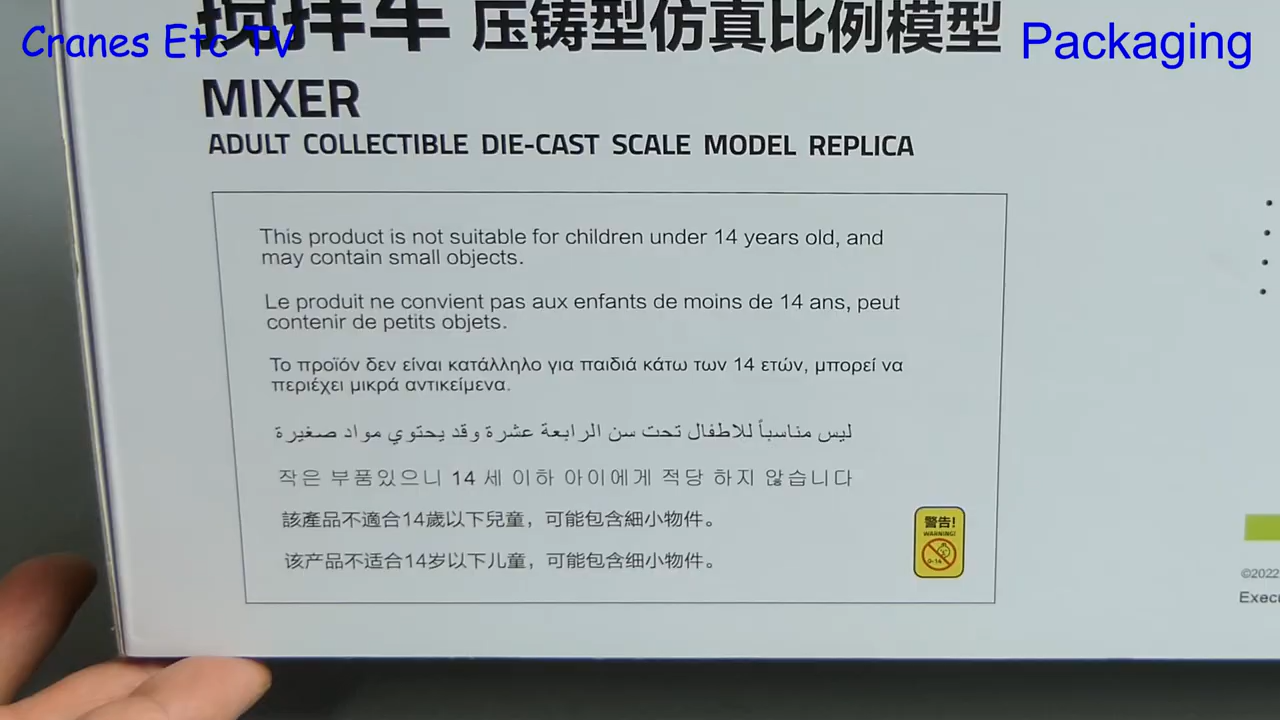 Cranes Etc TV
Packaging
搅拌车 压铸型仿真比例模型
MIXER
ADULT COLLECTIBLE DIE-CAST SCALE MODEL REPLICA
This product is not suitable for children under 14 years old, and
may contain small objects.
Le produit ne convient pas aux enfants de moins de 14 ans, peut
contenir de petits objets.
Το προϊόν δεν είναι κατάλληλο για παιδιά κάτω των 14 ετών, μπορεί να
περιέχει μικρά αντικείμενα.
ليس مناسباً للاطفال تحت سن الرابعة عشرة وقد يحتوي مواد صغيرة
작은 부품있으니 14 세 이하 아이에게 적당 하지 않습니다
該產品不適合14歲以下兒童，可能包含細小物件。
该产品不适合14岁以下儿童，可能包含细小物件。
警告!
WARNING!
0-14
©2022